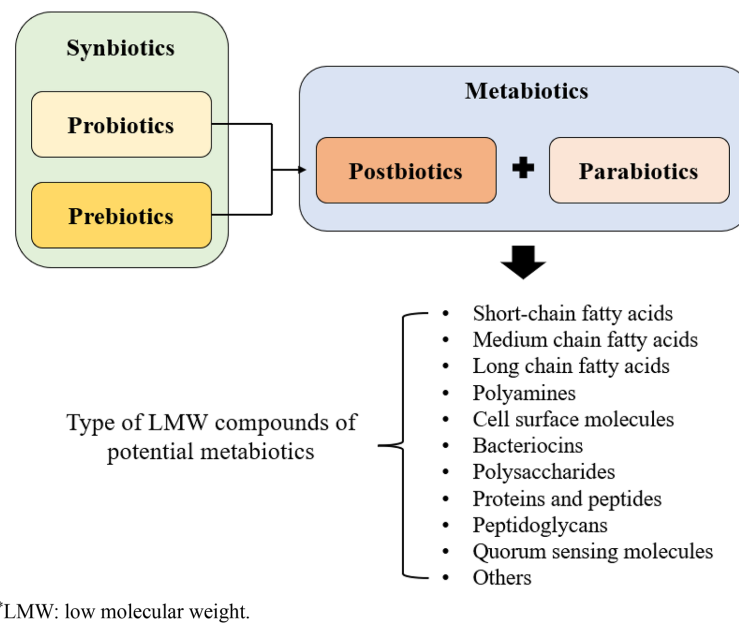 Synbiotics
Probiotics
Prebiotics
Metabiotics
Postbiotics
Parabiotics
Type of LMW compounds of
potential metabiotics
• Short-chain fatty acids
• Medium chain fatty acids
• Long chain fatty acids
• Polyamines
• Cell surface molecules
• Bacteriocins
• Polysaccharides
• Proteins and peptides
• Peptidoglycans
• Quorum sensing molecules
• Others
*LMW: low molecular weight.